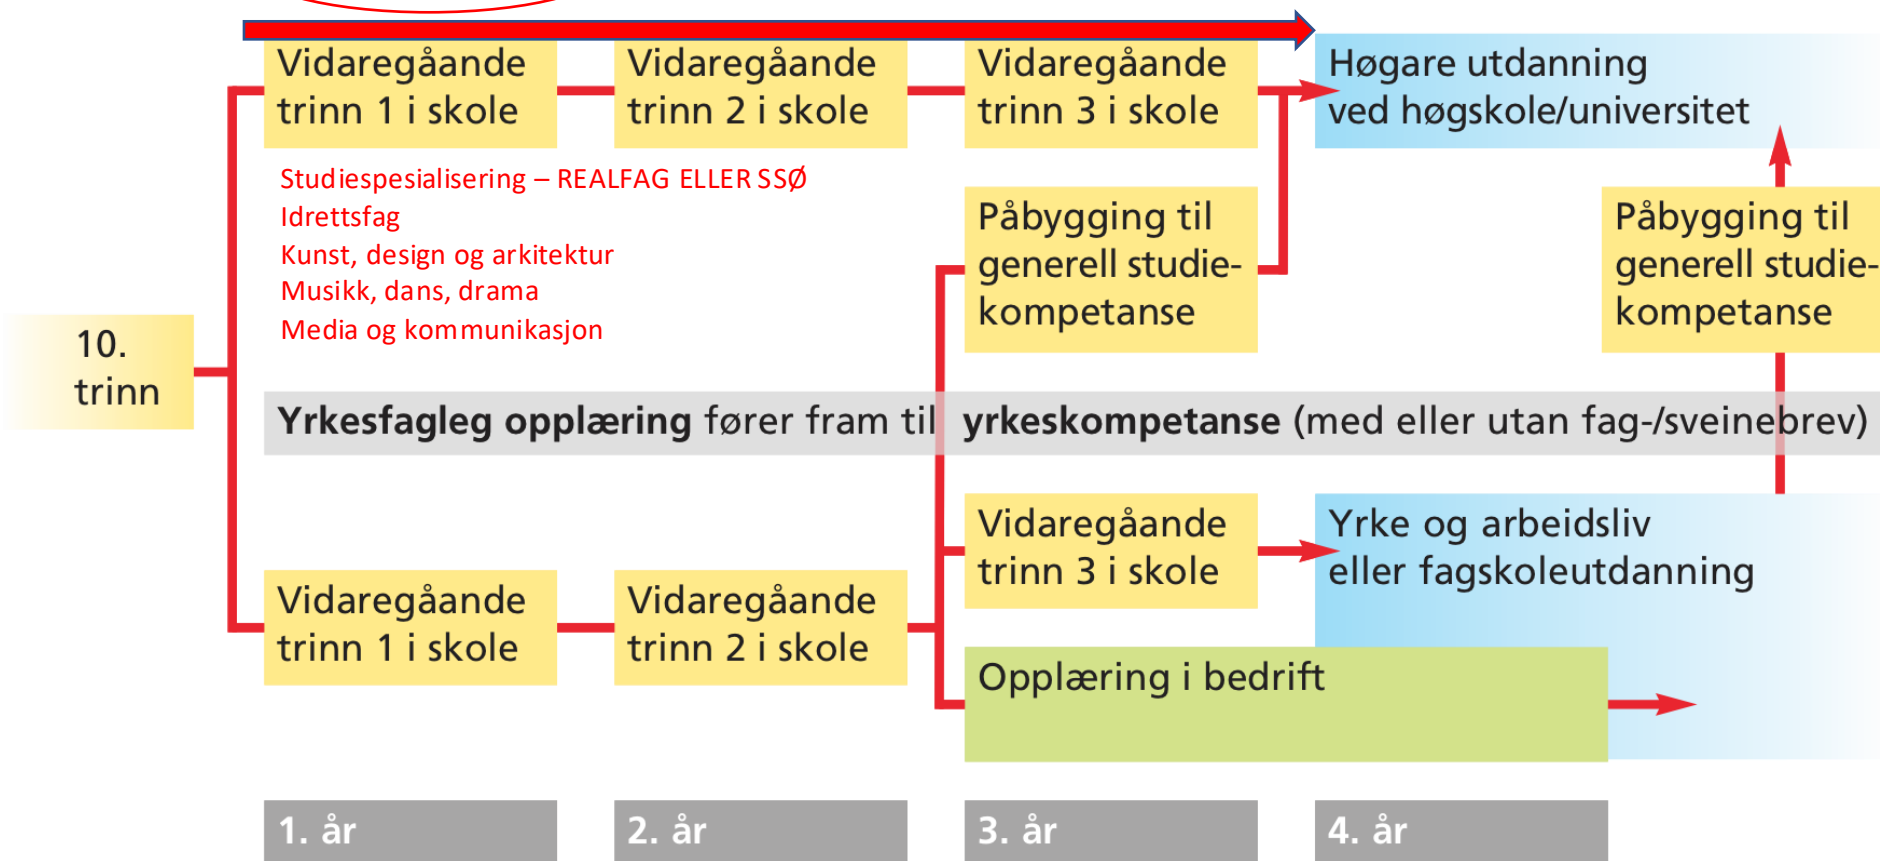 Vidaregåande
trinn 1 i skole
Vidaregåande
trinn 2 i skole
Vidaregåande
trinn 3 i skole
Høgare utdanning
ved høgskole/universitet
Studiespesialisering – REALFAG ELLER SSØ
Idrettsfag
Kunst, design og arkitektur
Musikk, dans, drama
Media og kommunikasjon
Påbygging til
generell studie-
kompetanse
Påbygging til
generell studie-
kompetanse
10.
trinn
Yrkesfagleg opplæring fører fram til yrkeskompetanse (med eller utan fag-/sveinebrev)
Vidaregåande
trinn 1 i skole
Vidaregåande
trinn 2 i skole
Vidaregåande
trinn 3 i skole
Yrke og arbeidsliv
eller fagskoleutdanning
Opplæring i bedrift
1. år
2. år
3. år
4. år